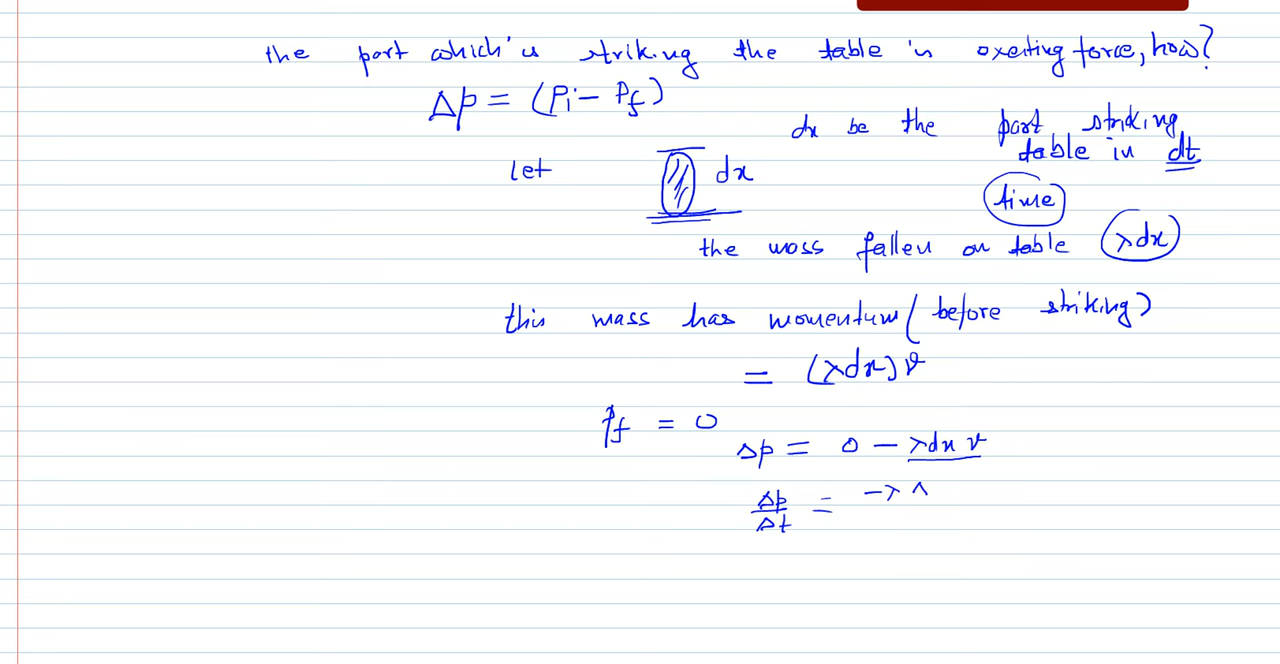 the part which is striking the table is exerting force, how?
Δp = (Pi - Pf)
dx be the part striking
table in dt
let dx
time
the mass fallen on table (λdx)
this mass has momentum (before striking)
= (λdx)v
Pf = 0
Δp = 0 - λdx v
Δp/Δt = -λ